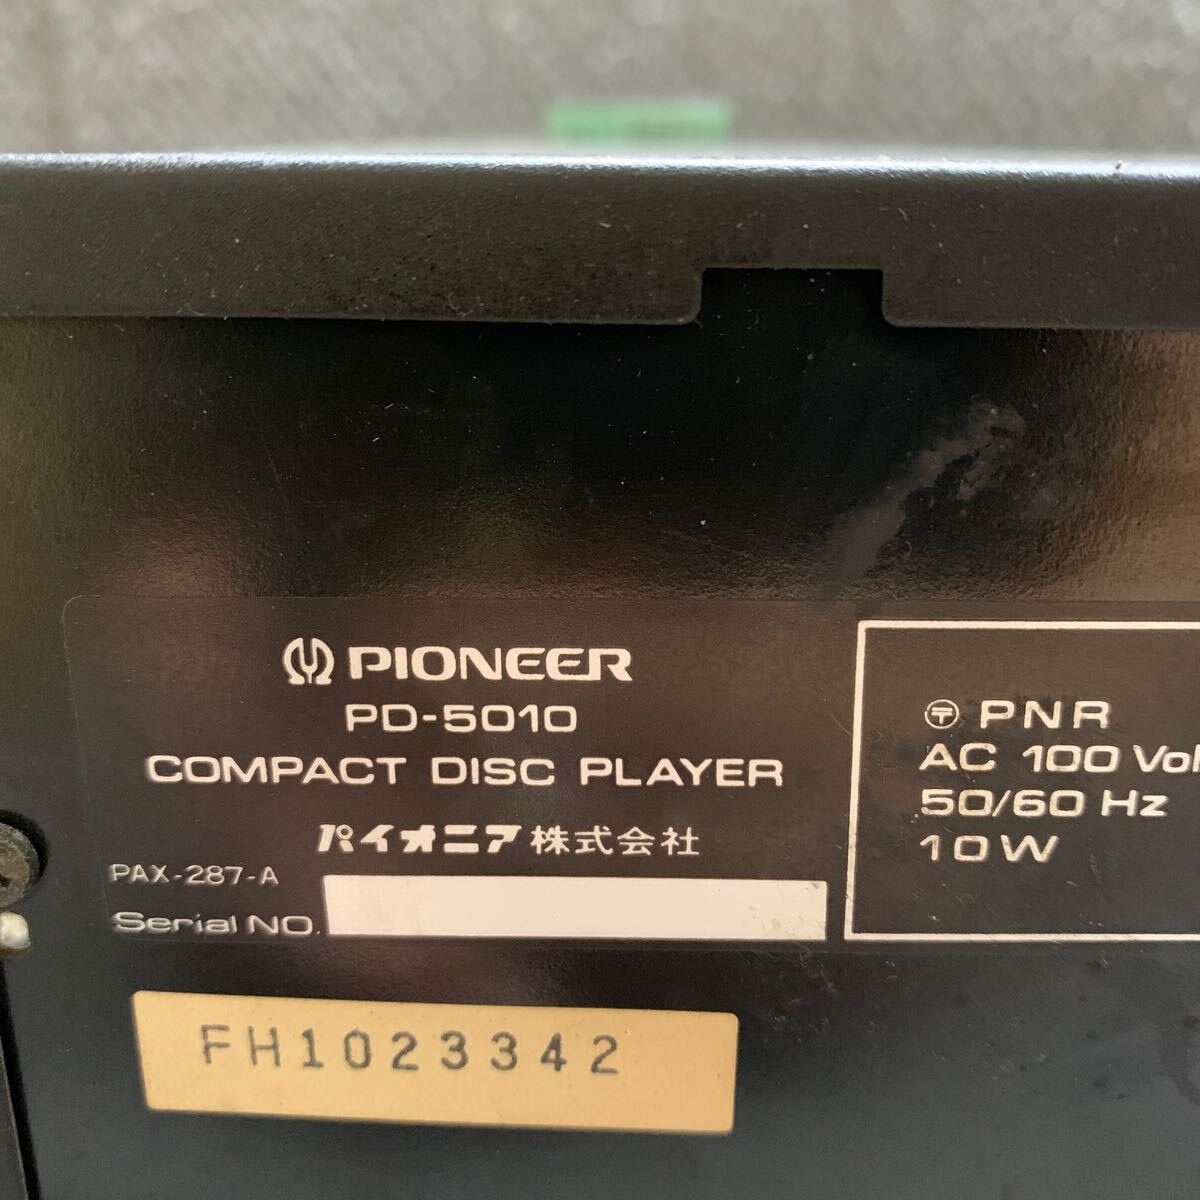 PIONEER
PD-5010
COMPACT DISC PLAYER
パイオニア株式会社
PAX-287-A
Serial NO.
FH1023342
〒 PNR
AC 100 Vol
50/60 Hz
10W